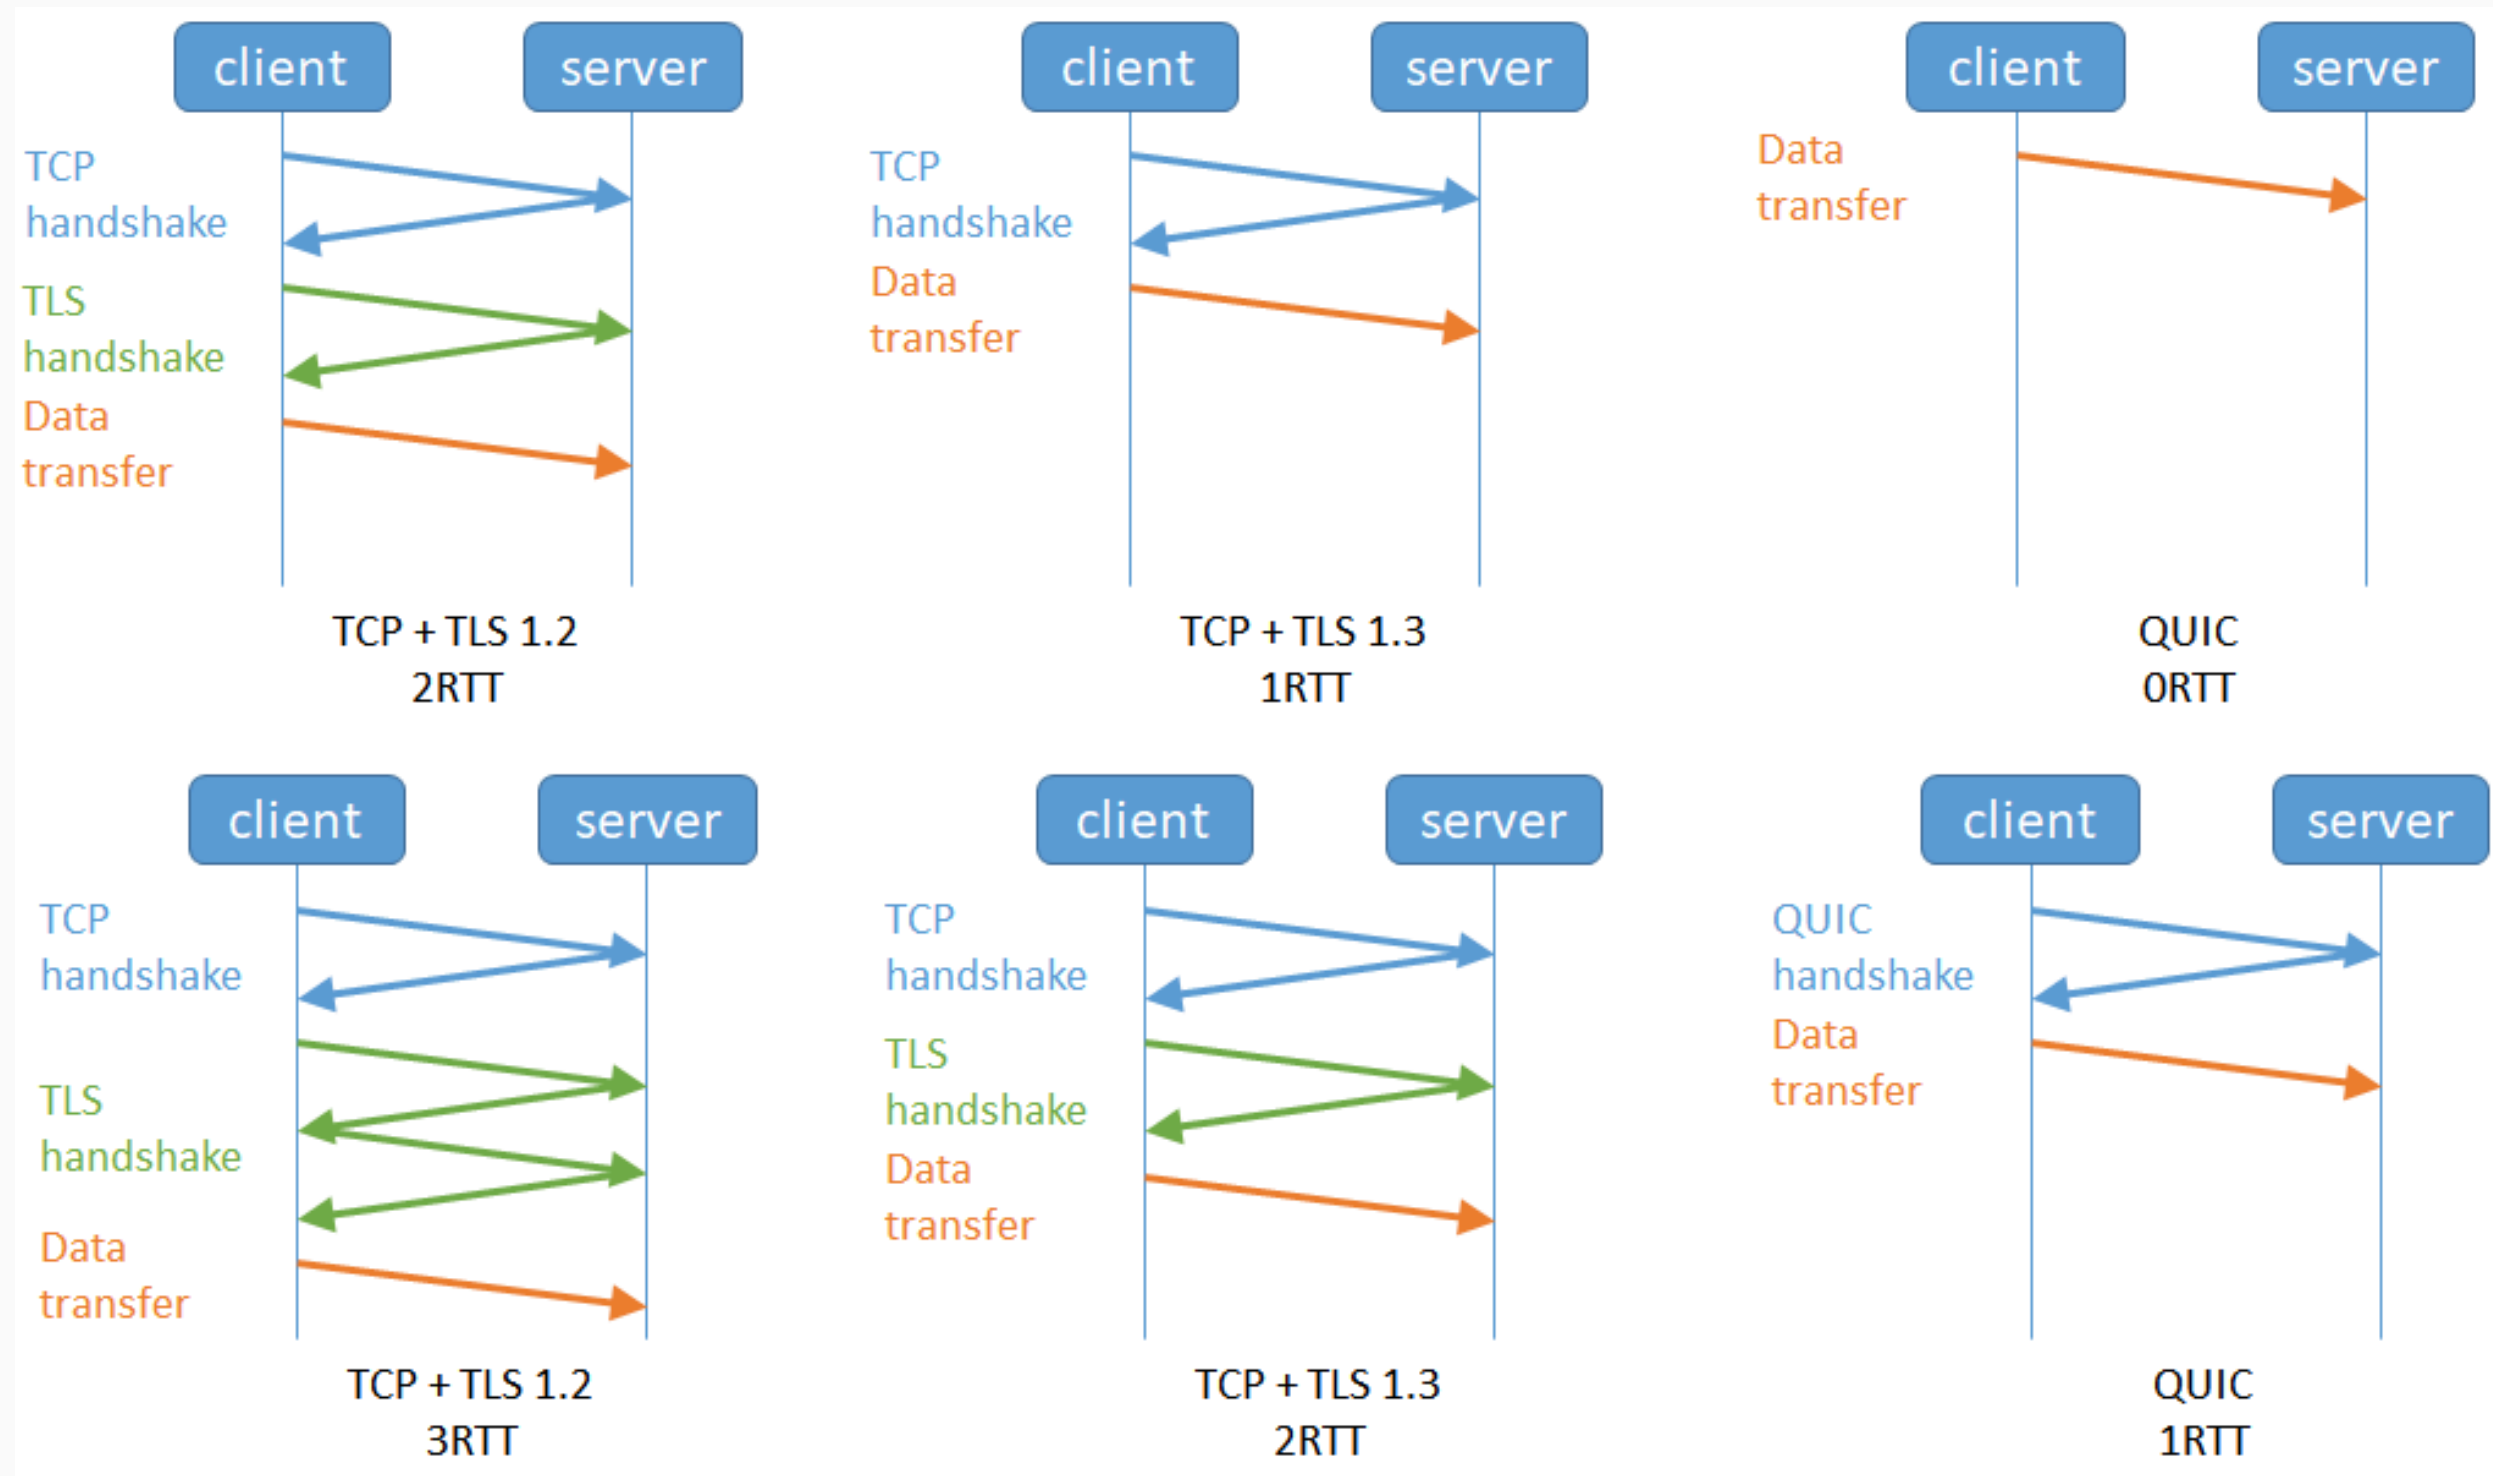 client
server
TCP
handshake
TLS
handshake
Data
transfer
TCP + TLS 1.2
2RTT
client
server
TCP
handshake
Data
transfer
TCP + TLS 1.3
1RTT
client
server
Data
transfer
QUIC
0RTT
client
server
TCP
handshake
TLS
handshake
Data
transfer
TCP + TLS 1.2
3RTT
client
server
TCP
handshake
TLS
handshake
Data
transfer
TCP + TLS 1.3
2RTT
client
server
QUIC
handshake
Data
transfer
QUIC
1RTT